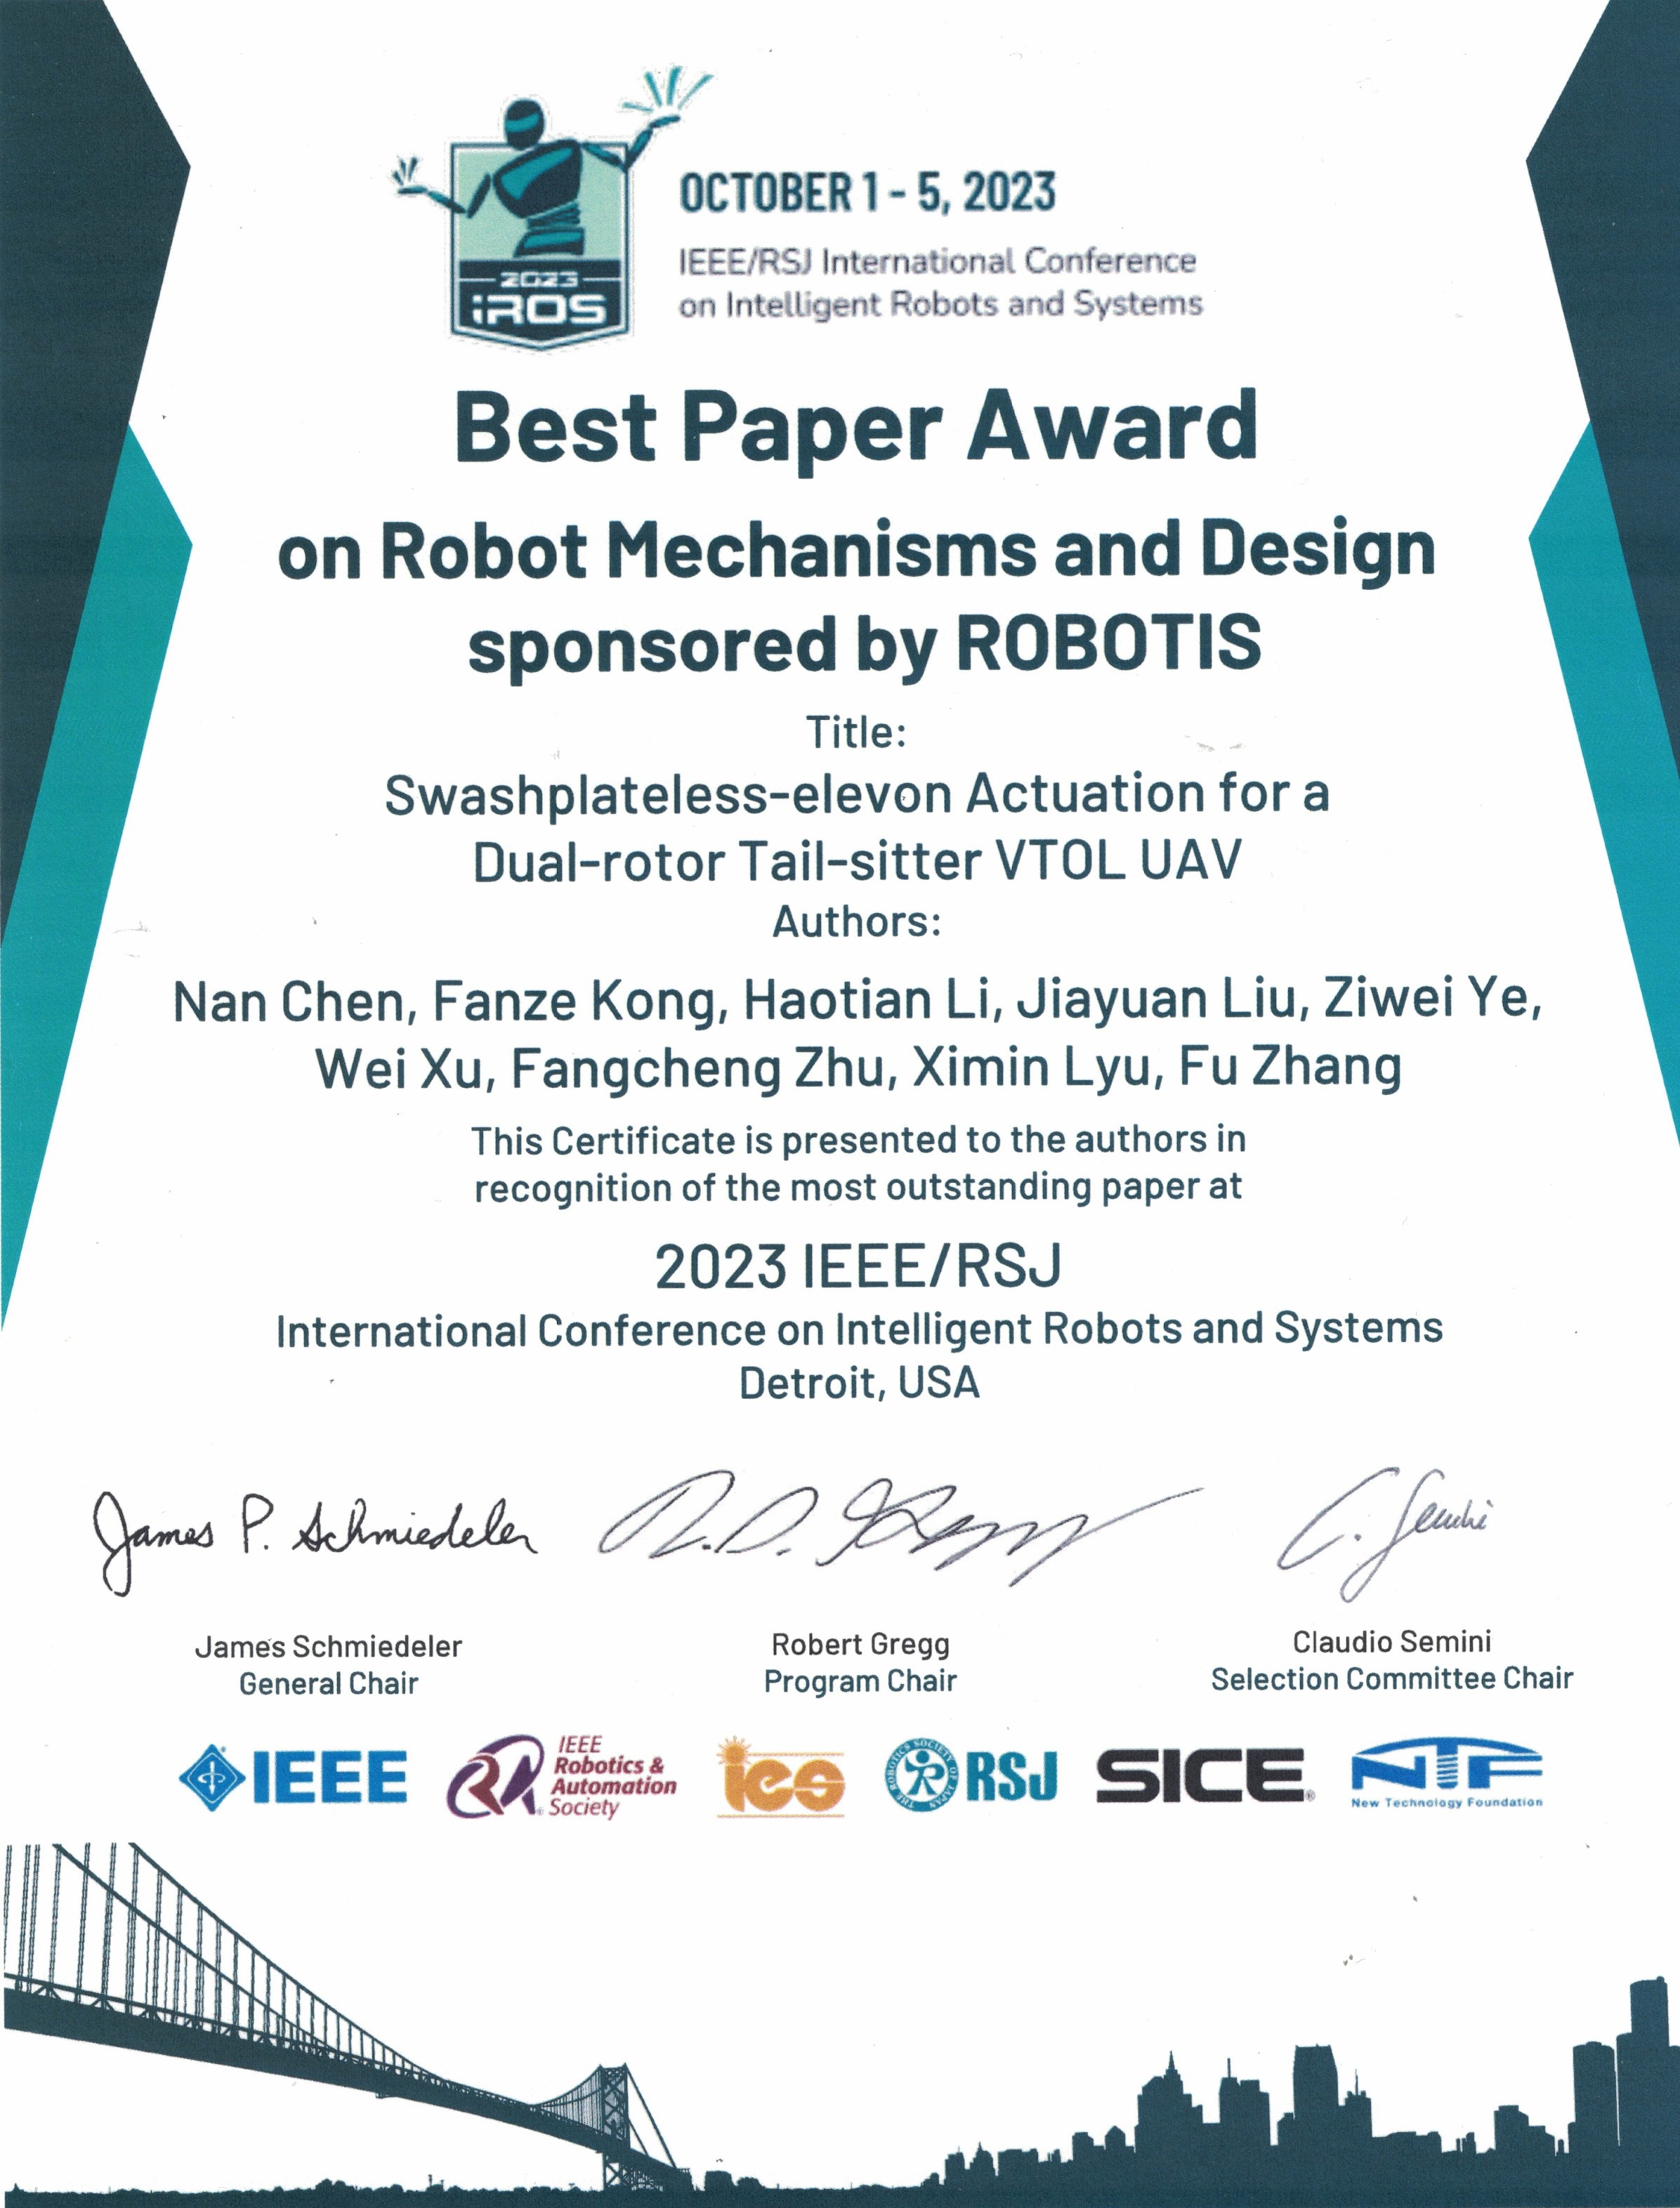 OCTOBER 1 - 5, 2023
IEEE/RSJ International Conference
on Intelligent Robots and Systems
2023
iROS
Best Paper Award
on Robot Mechanisms and Design
sponsored by ROBOTIS
Title:
Swashplateless-elevon Actuation for a
Dual-rotor Tail-sitter VTOL UAV
Authors:
Nan Chen, Fanze Kong, Haotian Li, Jiayuan Liu, Ziwei Ye,
Wei Xu, Fangcheng Zhu, Ximin Lyu, Fu Zhang
This Certificate is presented to the authors in
recognition of the most outstanding paper at
2023 IEEE/RSJ
International Conference on Intelligent Robots and Systems
Detroit, USA
James P. Schmiedeler
R.D. Gregg
C. Semini
James Schmiedeler
General Chair
Robert Gregg
Program Chair
Claudio Semini
Selection Committee Chair
IEEE
RA
IEEE
Robotics &
Automation
Society
ies
THE ROBOTICS SOCIETY OF JAPAN
RSJ
SICE®
NTF
New Technology Foundation